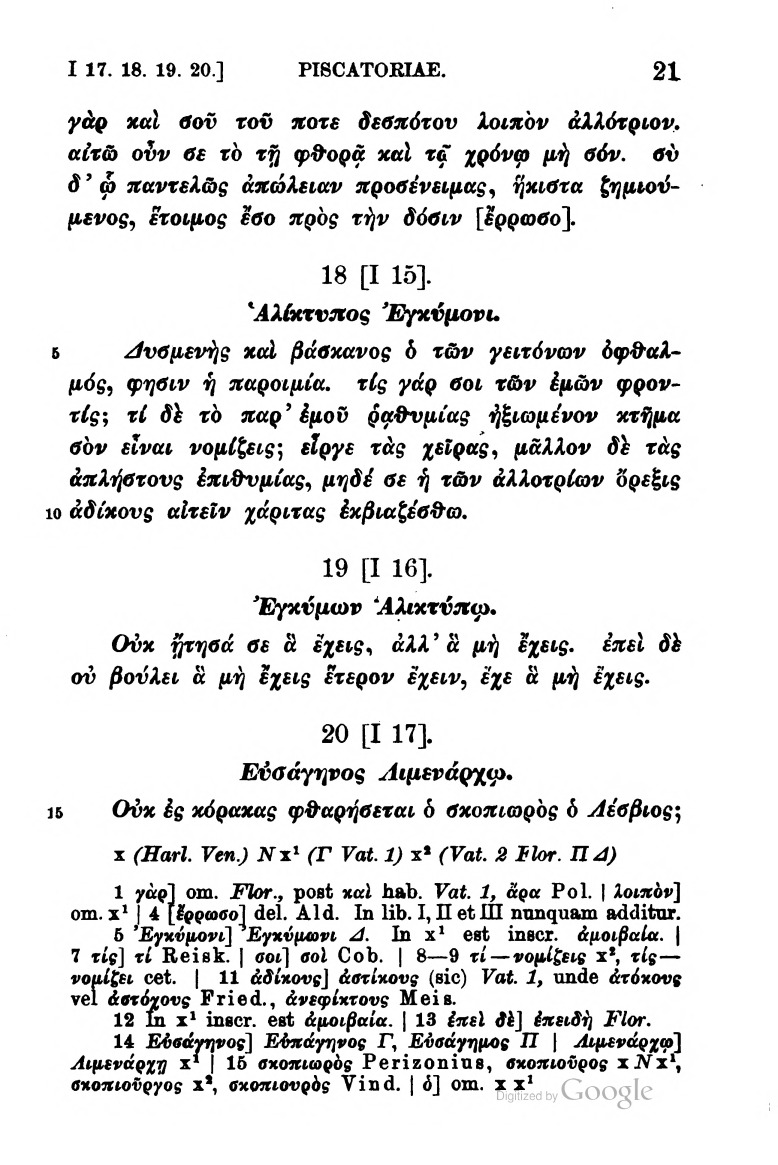 I 17. 18. 19. 20.] PISCATORIAE. 21
γὰρ καὶ σοῦ τοῦ ποτε δεσπότου λοιπὸν ἀλλότριον.
αἰτῶ οὖν σε τὸ τῇ φθορᾷ καὶ τῷ χρόνῳ μὴ σόν. σὺ
δ' ᾧ παντελῶς ἀπώλειαν προσένειμας, ἥκιστα ζημιού-
μενος, ἕτοιμος ἔσο πρὸς τὴν δόσιν [ἔρρωσο].
18 [I 15].
Ἁλίκτυπος Ἐγκύμονι.
5 Δυσμενὴς καὶ βάσκανος ὁ τῶν γειτόνων ὀφθαλ-
μός, φησιν ἡ παροιμία. τίς γάρ σοι τῶν ἐμῶν φρον-
τίς; τί δὲ τὸ παρ' ἐμοῦ ῥᾳθυμίας ἠξιωμένον κτῆμα
σὸν εἶναι νομίζεις; εἶργε τὰς χεῖρας, μᾶλλον δὲ τὰς
ἀπλήστους ἐπιθυμίας, μηδέ σε ἡ τῶν ἀλλοτρίων ὄρεξις
10 ἀδίκους αἰτεῖν χάριτας ἐκβιαζέσθω.
19 [I 16].
Ἐγκύμων Ἁλικτύπῳ.
Οὐκ ᾔτησά σε ἃ ἔχεις, ἀλλ' ἃ μὴ ἔχεις. ἐπεὶ δὲ
οὐ βούλει ἃ μὴ ἔχεις ἕτερον ἔχειν, ἔχε ἃ μὴ ἔχεις.
20 [I 17].
Εὐσάγηνος Λιμενάρχῳ.
15 Οὐκ ἐς κόρακας φθαρήσεται ὁ σκοπιωρὸς ὁ Λέσβιος;
x (Harl. Ven.) N x¹ (Γ Vat. 1) x² (Vat. 2 Flor. Π Δ)
1 γὰρ] om. Flor., post καὶ hab. Vat. 1, ἄρα Pol. | λοιπὸν]
om. x¹ | 4 [ἔρρωσο] del. Ald. In lib. I, II et III nunquam additur.
5 Ἐγκύμονι] Ἐγκύμωνι Δ. In x¹ est inscr. ἀμοιβαία. |
7 τίς] τί Reisk. | σοι] σοὶ Cob. | 8—9 τί—νομίζεις x², τίς—
νομίζει cet. | 11 ἀδίκους] ἀστίκους (sic) Vat. 1, unde ἀτόκους
vel ἀστόχους Fried., ἀνεφίκτους Meis.
12 In x¹ inscr. est ἀμοιβαία. | 13 ἐπεὶ δὲ] ἐπειδὴ Flor.
14 Εὐσάγηνος] Εὐπάγηνος Γ, Εὐσάγημος Π | Λιμενάρχῳ]
Λιμενάρχῃ x¹ | 15 σκοπιωρὸς Perizonius, σκοπιοῦρος x N x¹,
σκοπιοῦργος x², σκοπιουρὸς Vind. | ὁ] om. x x¹
Digitized by Google